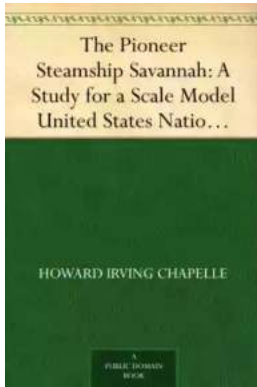 The Pioneer
Steamship Savannah: A
Study for a Scale Model
United States Natio...
HOWARD IRVING CHAPELLE
A
PUBLIC DOMAIN
BOOK